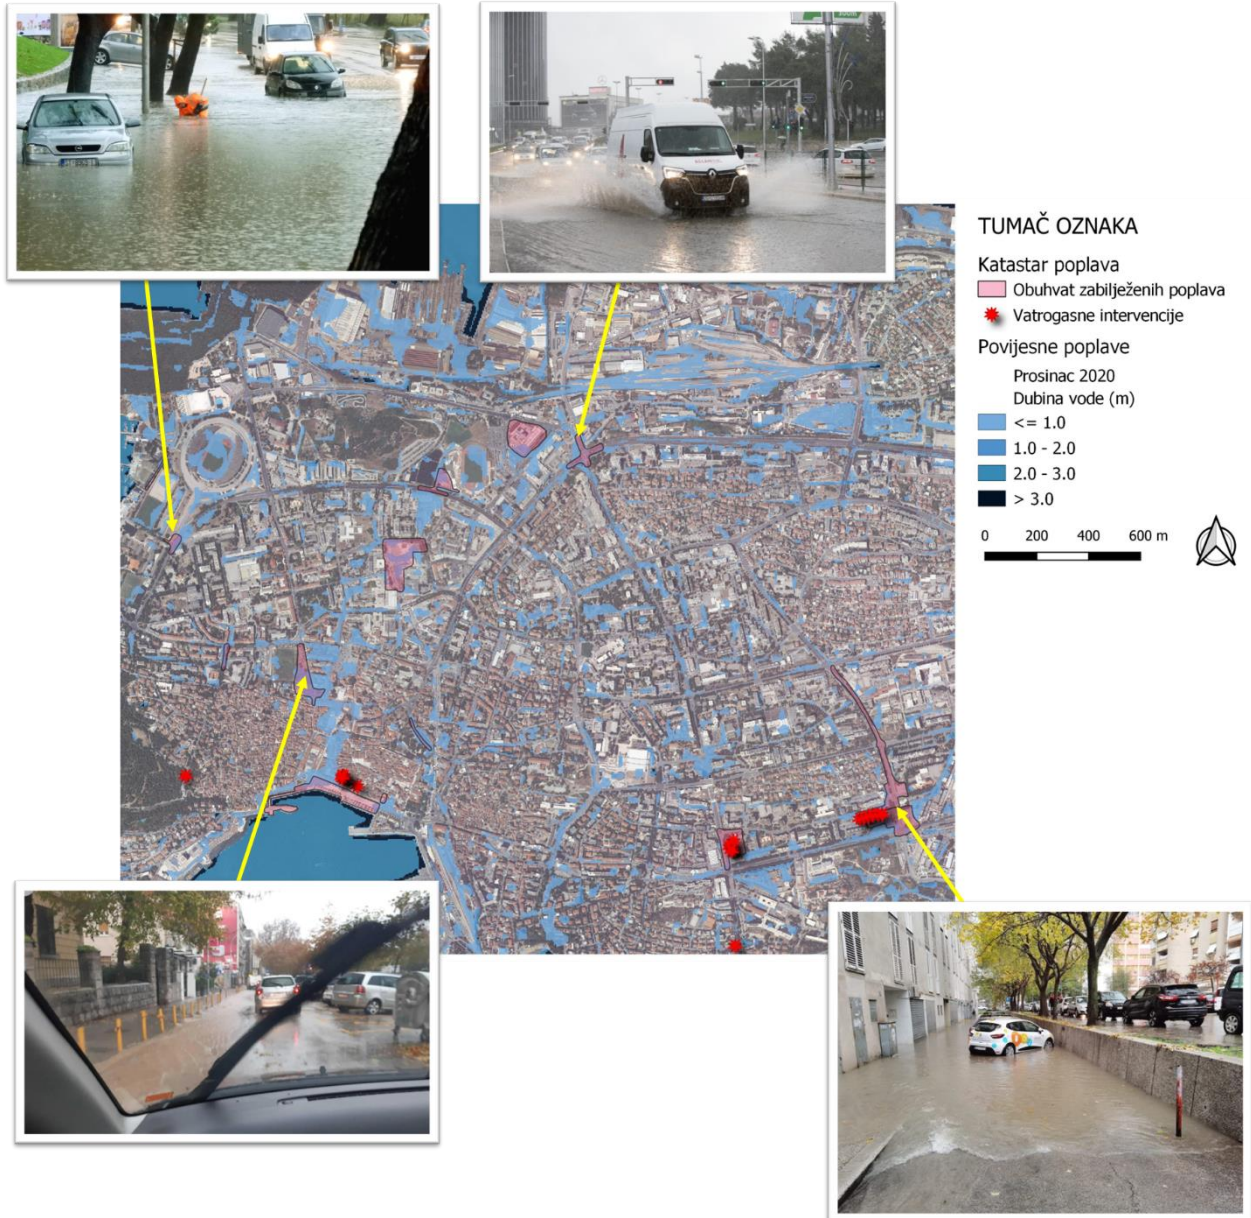 TUMAČ OZNAKA
Katastar poplava
Obuhvat zabilježenih poplava
Vatrogasne intervencije
Povijesne poplave
Prosinac 2020
Dubina vode (m)
<= 1.0
1.0 - 2.0
2.0 - 3.0
> 3.0
0 200 400 600 m